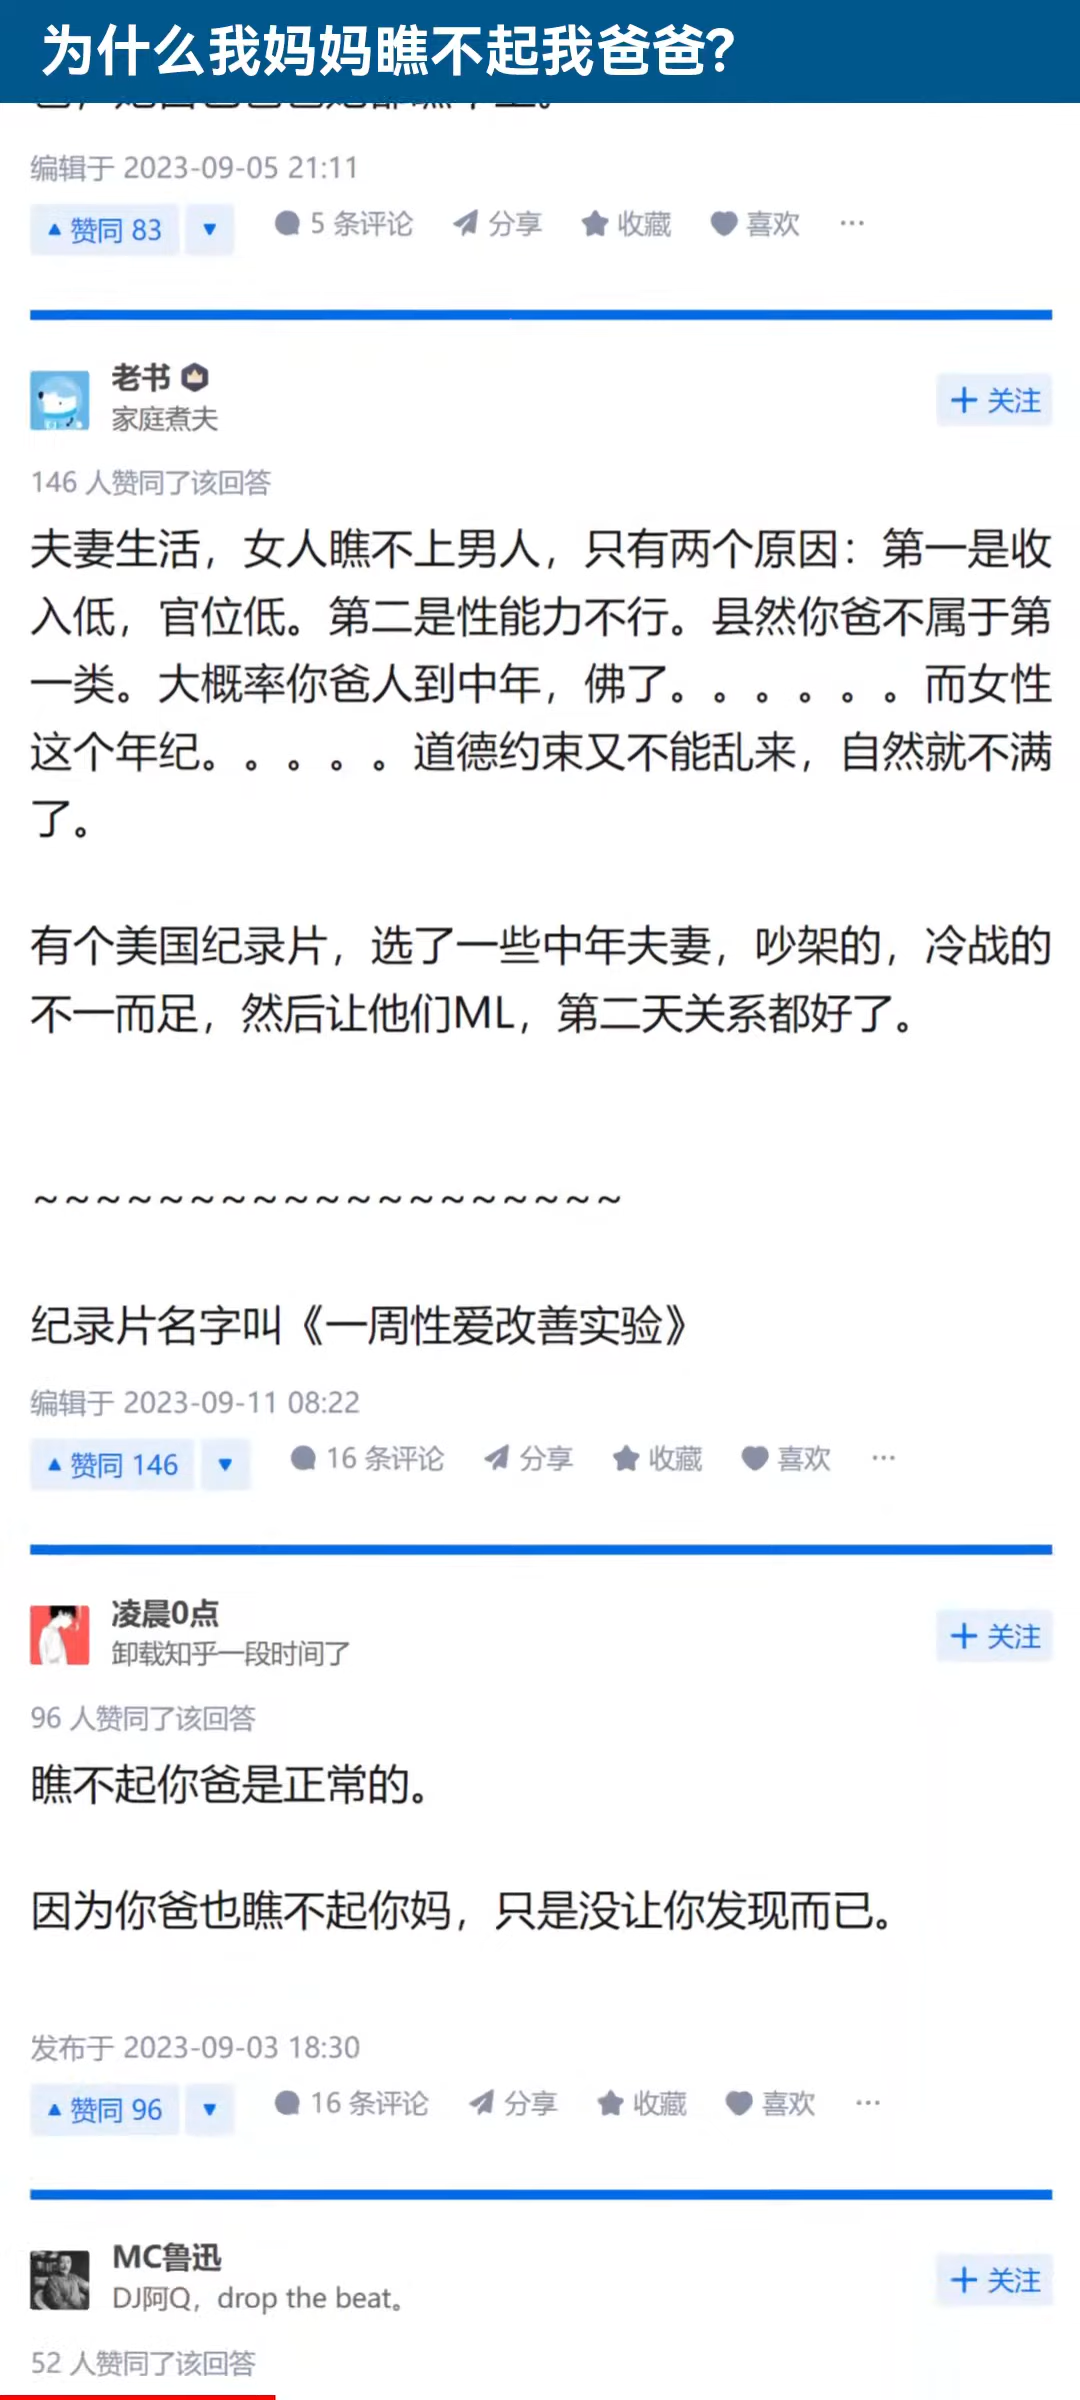 为什么我妈妈瞧不起我爸爸?
编辑于 2023-09-05 21:11
赞同 83
5 条评论
分享
收藏
喜欢
老书
家庭煮夫
关注
146 人赞同了该回答
夫妻生活，女人瞧不上男人，只有两个原因：第一是收
入低，官位低。第二是性能力不行。县然你爸不属于第
一类。大概率你爸人到中年，佛了。。。。。。而女性
这个年纪。。。。。道德约束又不能乱来，自然就不满
了。
有个美国纪录片，选了一些中年夫妻，吵架的，冷战的
不一而足，然后让他们ML，第二天关系都好了。
~~~~~~~~~~~~~~~~~~~
纪录片名字叫《一周性爱改善实验》
编辑于 2023-09-11 08:22
赞同 146
16 条评论
分享
收藏
喜欢
凌晨0点
卸载知乎一段时间了
关注
96 人赞同了该回答
瞧不起你爸是正常的。
因为你爸也瞧不起你妈，只是没让你发现而已。
发布于 2023-09-03 18:30
赞同 96
16 条评论
分享
收藏
喜欢
MC鲁迅
DJ阿Q，drop the beat。
关注
52 人赞同了该回答